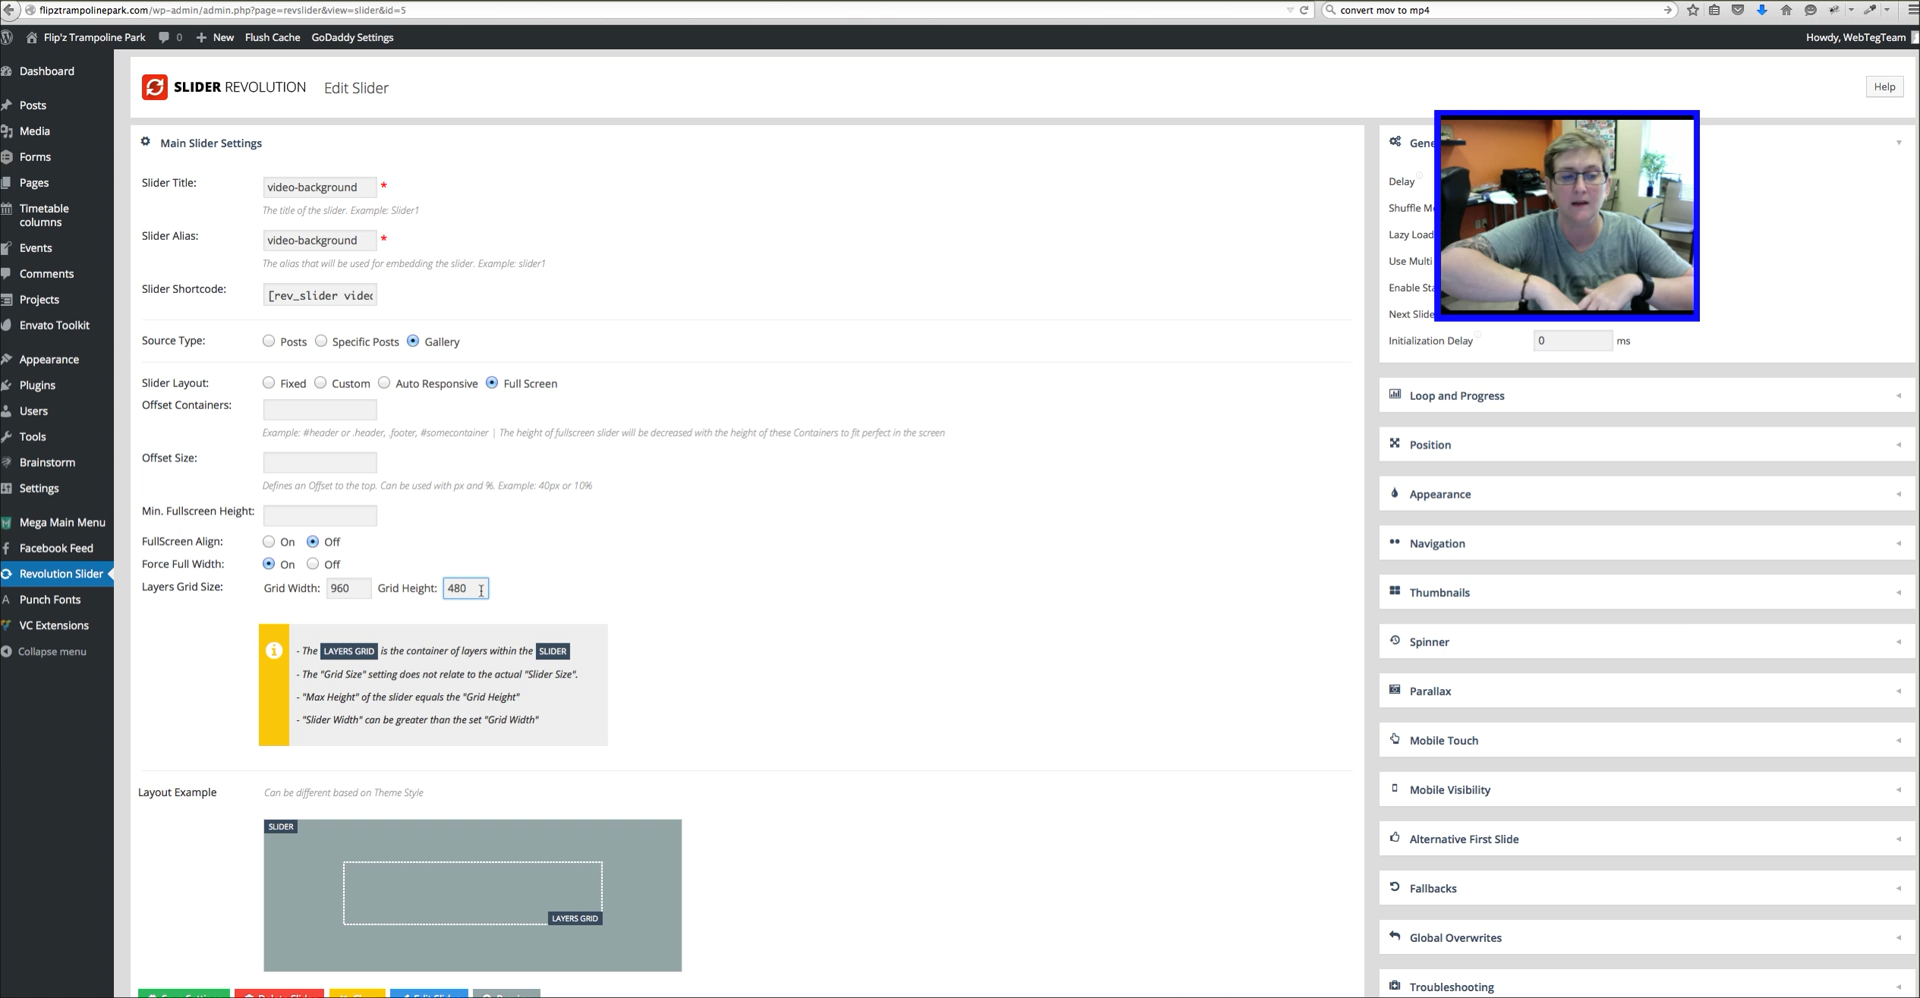 flipztrampolinepark.com/wp-admin/admin.php?page=revslider&view=slider&id=5
convert mov to mp4
Flip'z Trampoline Park
0
New
Flush Cache
GoDaddy Settings
Howdy, WebTegTeam
Dashboard
Posts
Media
Forms
Pages
Timetable
columns
Events
Comments
Projects
Envato Toolkit
Appearance
Plugins
Users
Tools
Brainstorm
Settings
Mega Main Menu
Facebook Feed
Revolution Slider
Punch Fonts
VC Extensions
Collapse menu
SLIDER REVOLUTION
Edit Slider
Help
Main Slider Settings
Slider Title: video-background *
The title of the slider. Example: Slider1
Slider Alias: video-background *
The alias that will be used for embedding the slider. Example: slider1
Slider Shortcode: [rev_slider video
Source Type: Posts Specific Posts Gallery
Slider Layout: Fixed Custom Auto Responsive Full Screen
Offset Containers:
Example: #header or .header, .footer, #somecontainer | The height of fullscreen slider will be decreased with the height of these Containers to fit perfect in the screen
Offset Size:
Defines an Offset to the top. Can be used with px and %. Example: 40px or 10%
Min. Fullscreen Height:
FullScreen Align: On Off
Force Full Width: On Off
Layers Grid Size: Grid Width: 960 Grid Height: 480
- The LAYERS GRID is the container of layers within the SLIDER
- The "Grid Size" setting does not relate to the actual "Slider Size".
- "Max Height" of the slider equals the "Grid Height"
- "Slider Width" can be greater than the set "Grid Width"
Layout Example Can be different based on Theme Style
SLIDER
LAYERS GRID
Gene
Delay
Shuffle M
Lazy Load
Use Multi
Enable Sta
Next Slide
Initialization Delay 0 ms
Loop and Progress
Position
Appearance
Navigation
Thumbnails
Spinner
Parallax
Mobile Touch
Mobile Visibility
Alternative First Slide
Fallbacks
Global Overwrites
Troubleshooting